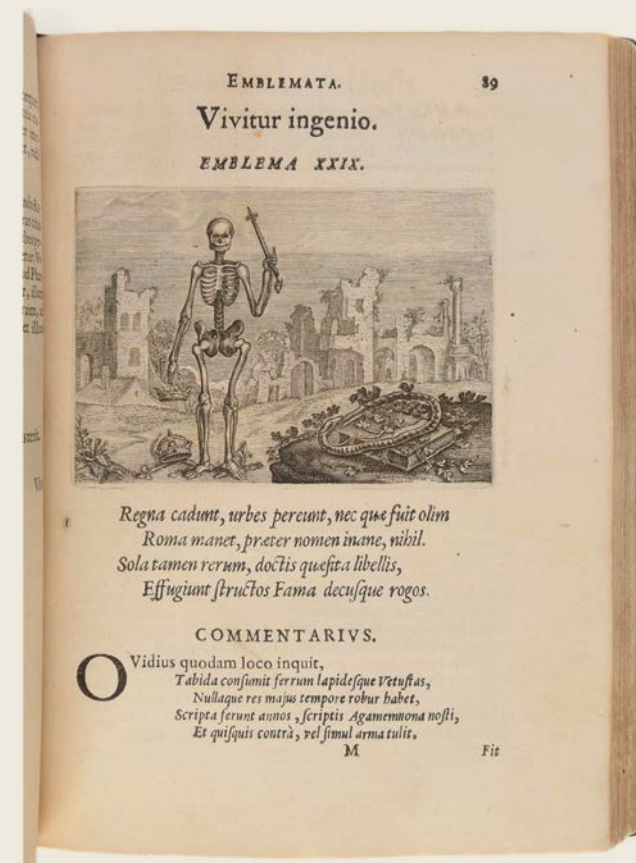 EMBLEMATA. 89
Vivitur ingenio.
EMBLEMA XXIX.
Regna cadunt, urbes pereunt, nec quæ fuit olim
Roma manet, præter nomen inane, nihil.
Sola tamen rerum, doctis quæsita libellis,
Effugiunt ſtructos Fama decuſque rogos.
COMMENTARIVS.
OVidius quodam loco inquit,
Tabida conſumit ferrum lapideſque Vetuſtas,
Nullaque res majus tempore robur habet,
Scripta ferunt annos, ſcriptis Agamemnona noſti,
Et quiſquis contrà, vel ſimul arma tulit.
M Fit